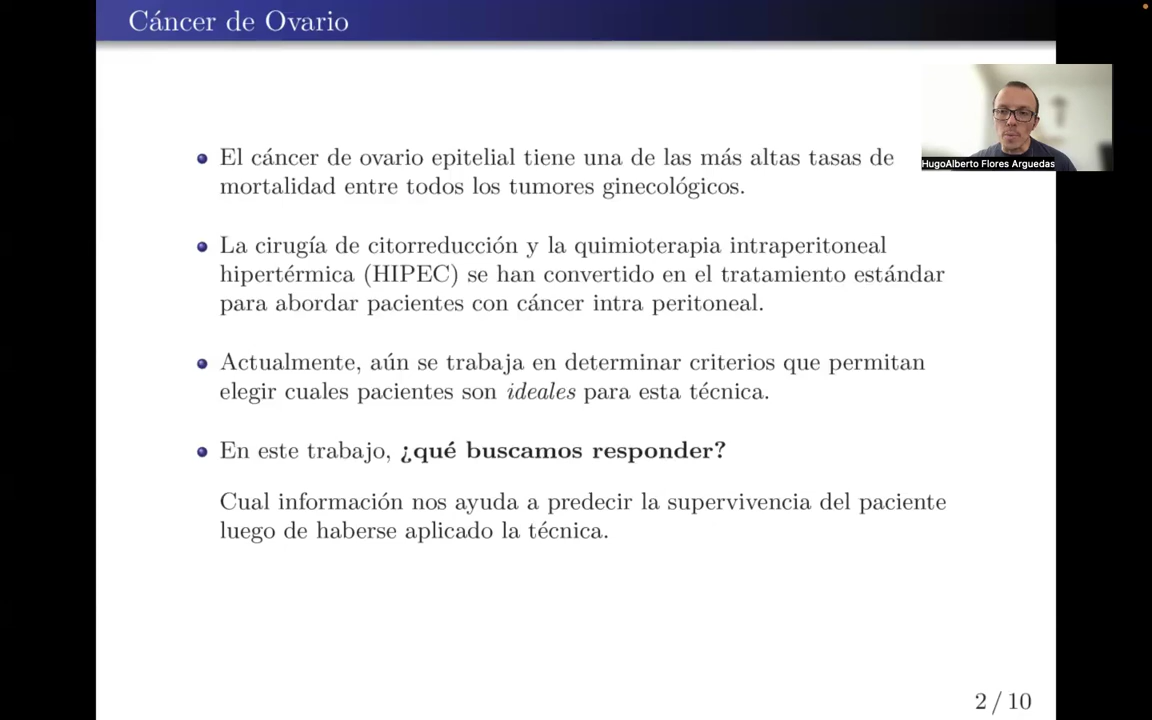 Cáncer de Ovario
HugoAlberto Flores Arguedas
El cáncer de ovario epitelial tiene una de las más altas tasas de
mortalidad entre todos los tumores ginecológicos.
La cirugía de citorreducción y la quimioterapia intraperitoneal
hipertérmica (HIPEC) se han convertido en el tratamiento estándar
para abordar pacientes con cáncer intra peritoneal.
Actualmente, aún se trabaja en determinar criterios que permitan
elegir cuales pacientes son ideales para esta técnica.
En este trabajo, ¿qué buscamos responder?
Cual información nos ayuda a predecir la supervivencia del paciente
luego de haberse aplicado la técnica.
2 / 10